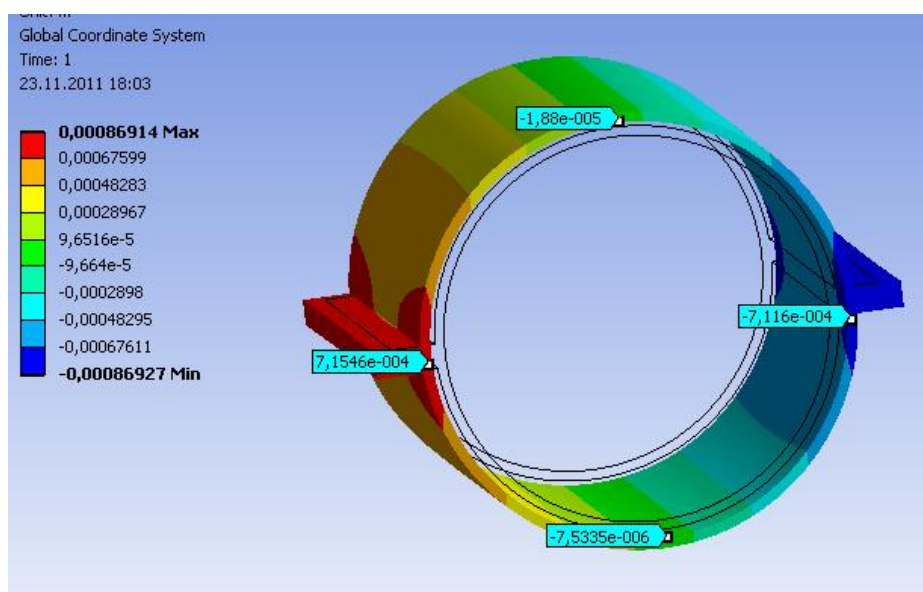 Global Coordinate System
Time: 1
23.11.2011 18:03
0,00086914 Max
0,00067599
0,00048283
0,00028967
9,6516e-5
-9,664e-5
-0,0002898
-0,00048295
-0,00067611
-0,00086927 Min
-1,88e-005
-7,116e-004
7,1546e-004
-7,5335e-006